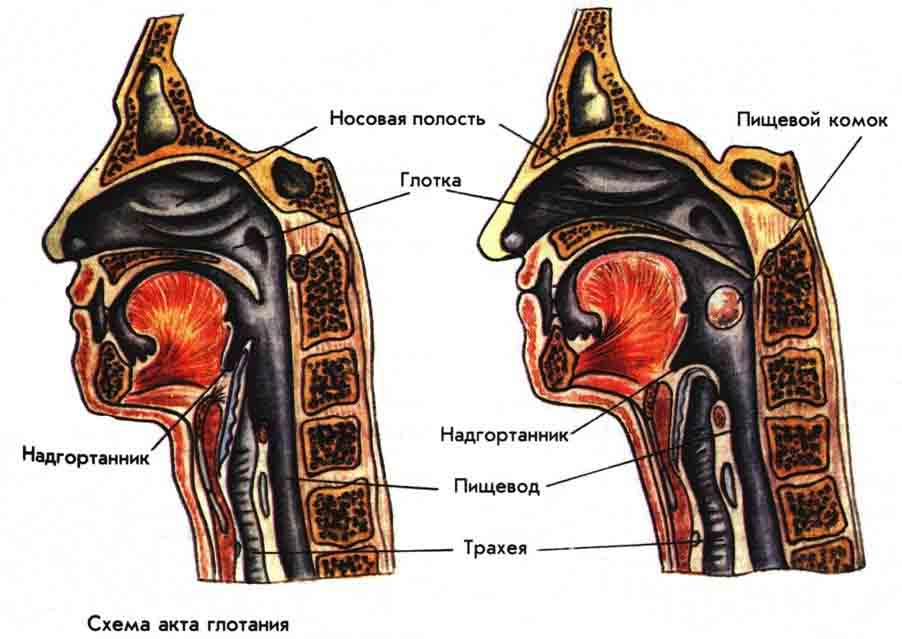 Носовая полость
Пищевой комок
Глотка
Надгортанник
Надгортанник
Пищевод
Трахея
Схема акта глотания